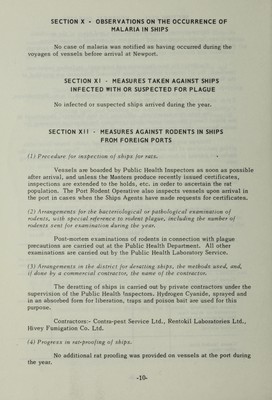 SECTION X - OBSERVATIONS ON THE OCCURRENCE OF
MALARIA IN SHIPS
No case of malaria was notified as having occurred during the
voyages of vessels before arrival at Newport.
SECTION XI - MEASURES TAKEN AGAINST SHIPS
INFECTED WITH OR SUSPECTED FOR PLAGUE
No infected or suspected ships arrived during the year.
SECTION XII - MEASURES AGAINST RODENTS IN SHIPS
FROM FOREIGN PORTS
(1) Procedure for inspection of ships for rats.
Vessels are boarded by Public Health Inspectors as soon as possible
after arrival, and unless the Masters produce recently issued certificates,
inspections are extended to the holds, etc. in order to ascertain the rat
population. The Port Rodent Operative also inspects vessels upon arrival in
the port in cases when the Ships Agents have made requests for certificates.
(2) Arrangements for the bacteriological or pathological examination of
rodents, with special reference to rodent plague, including the number of
rodents sent for examination during the year.
Post-mortem examinations of rodents in connection with plague
precautions are carried out at the Public Health Department. All other
examinations are carried out by the Public Health Laboratory Service.
(3) Arrangements in the district for deratting ships, the methods used, and,
if done by a commercial contractor, the name of the contractor.
The deratting of ships is carried out by private contractors under the
supervision of the Public Health Inspectors. Hydrogen Cyanide, sprayed and
in an absorbed form for liberation, traps and poison bait are used for this
purpose.
Contractors:- Contra-pest Service Ltd., Rentokil Laboratories Ltd.,
Hivey Fumigation Co. Ltd.
(4) Progress in rat-proofing of ships.
No additional rat proofing was provided on vessels at the port during
the year.
-10-